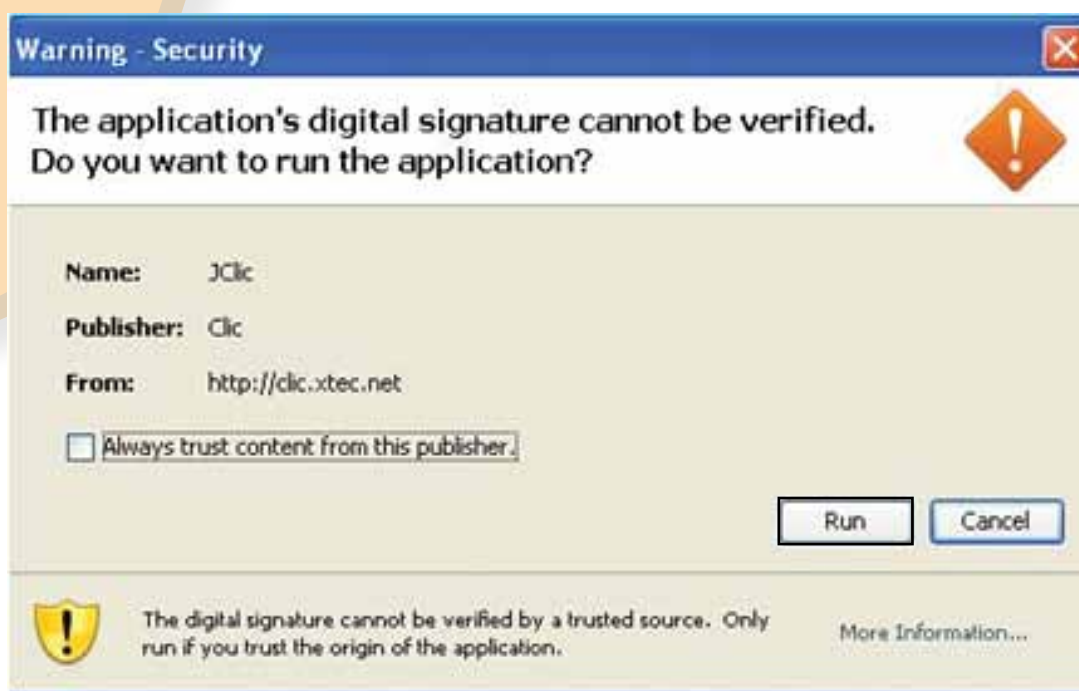 Warning - Security
The application's digital signature cannot be verified.
Do you want to run the application?
Name: JClic
Publisher: Clic
From: http://clic.xtec.net
Always trust content from this publisher.
Run Cancel
The digital signature cannot be verified by a trusted source. Only
run if you trust the origin of the application.
More Information...